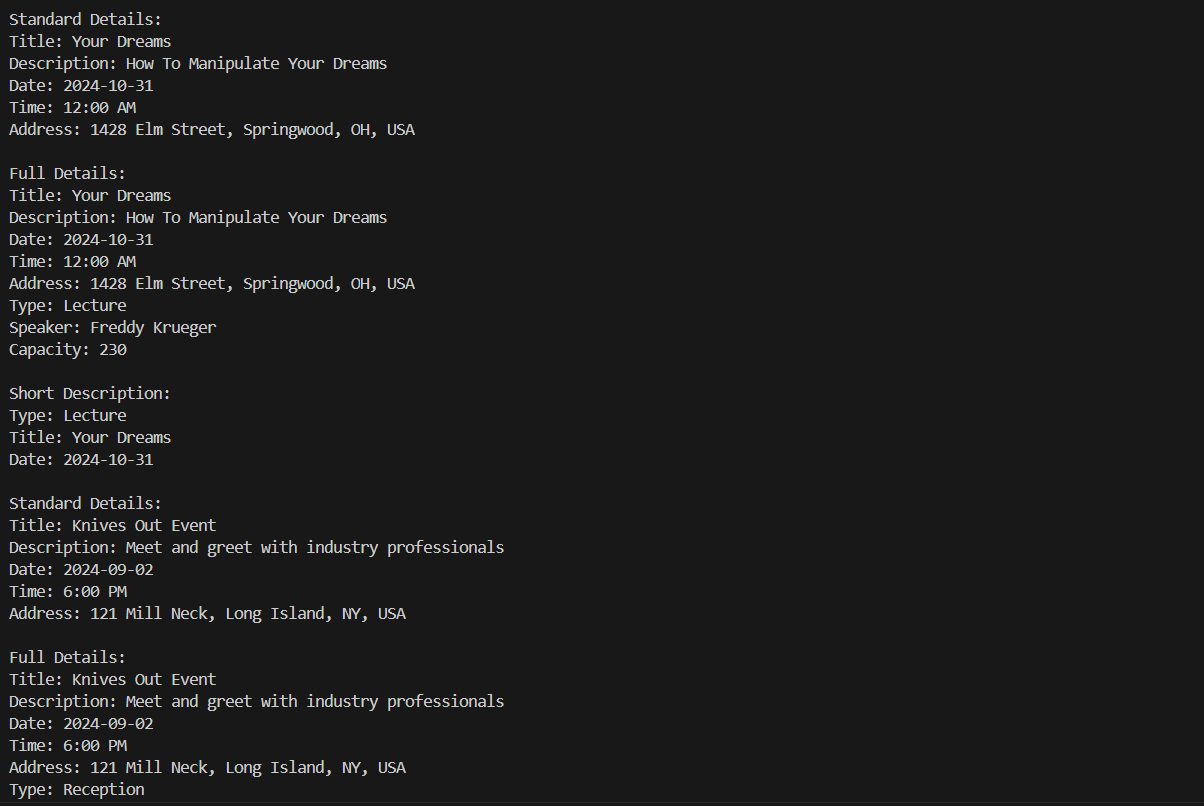 Standard Details:
Title: Your Dreams
Description: How To Manipulate Your Dreams
Date: 2024-10-31
Time: 12:00 AM
Address: 1428 Elm Street, Springwood, OH, USA

Full Details:
Title: Your Dreams
Description: How To Manipulate Your Dreams
Date: 2024-10-31
Time: 12:00 AM
Address: 1428 Elm Street, Springwood, OH, USA
Type: Lecture
Speaker: Freddy Krueger
Capacity: 230

Short Description:
Type: Lecture
Title: Your Dreams
Date: 2024-10-31

Standard Details:
Title: Knives Out Event
Description: Meet and greet with industry professionals
Date: 2024-09-02
Time: 6:00 PM
Address: 121 Mill Neck, Long Island, NY, USA

Full Details:
Title: Knives Out Event
Description: Meet and greet with industry professionals
Date: 2024-09-02
Time: 6:00 PM
Address: 121 Mill Neck, Long Island, NY, USA
Type: Reception